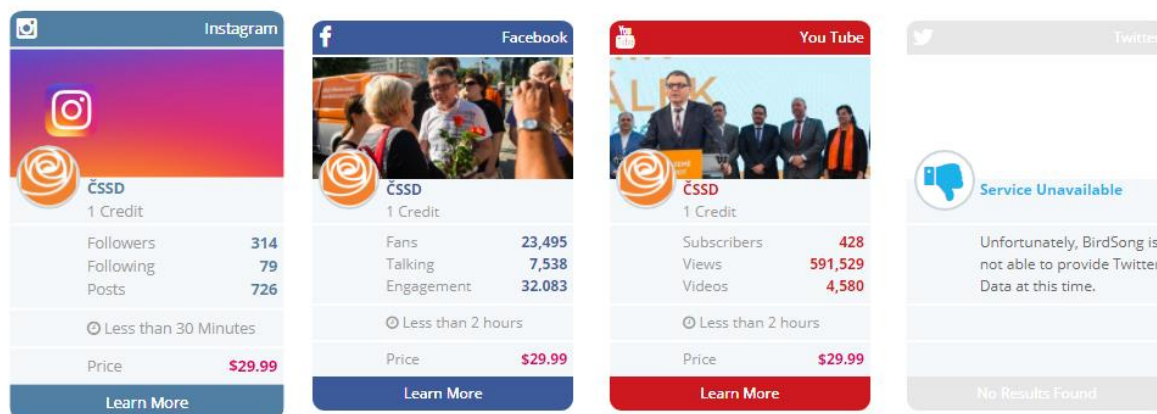 Instagram
ČSSD
1 Credit
Followers 314
Following 79
Posts 726
Less than 30 Minutes
Price $29.99
Learn More
Facebook
ČSSD
1 Credit
Fans 23,495
Talking 7,538
Engagement 32.083
Less than 2 hours
Price $29.99
Learn More
You Tube
ČSSD
1 Credit
Subscribers 428
Views 591,529
Videos 4,580
Less than 2 hours
Price $29.99
Learn More
Twitter
Service Unavailable
Unfortunately, BirdSong is
not able to provide Twitter
Data at this time.
No Results Found